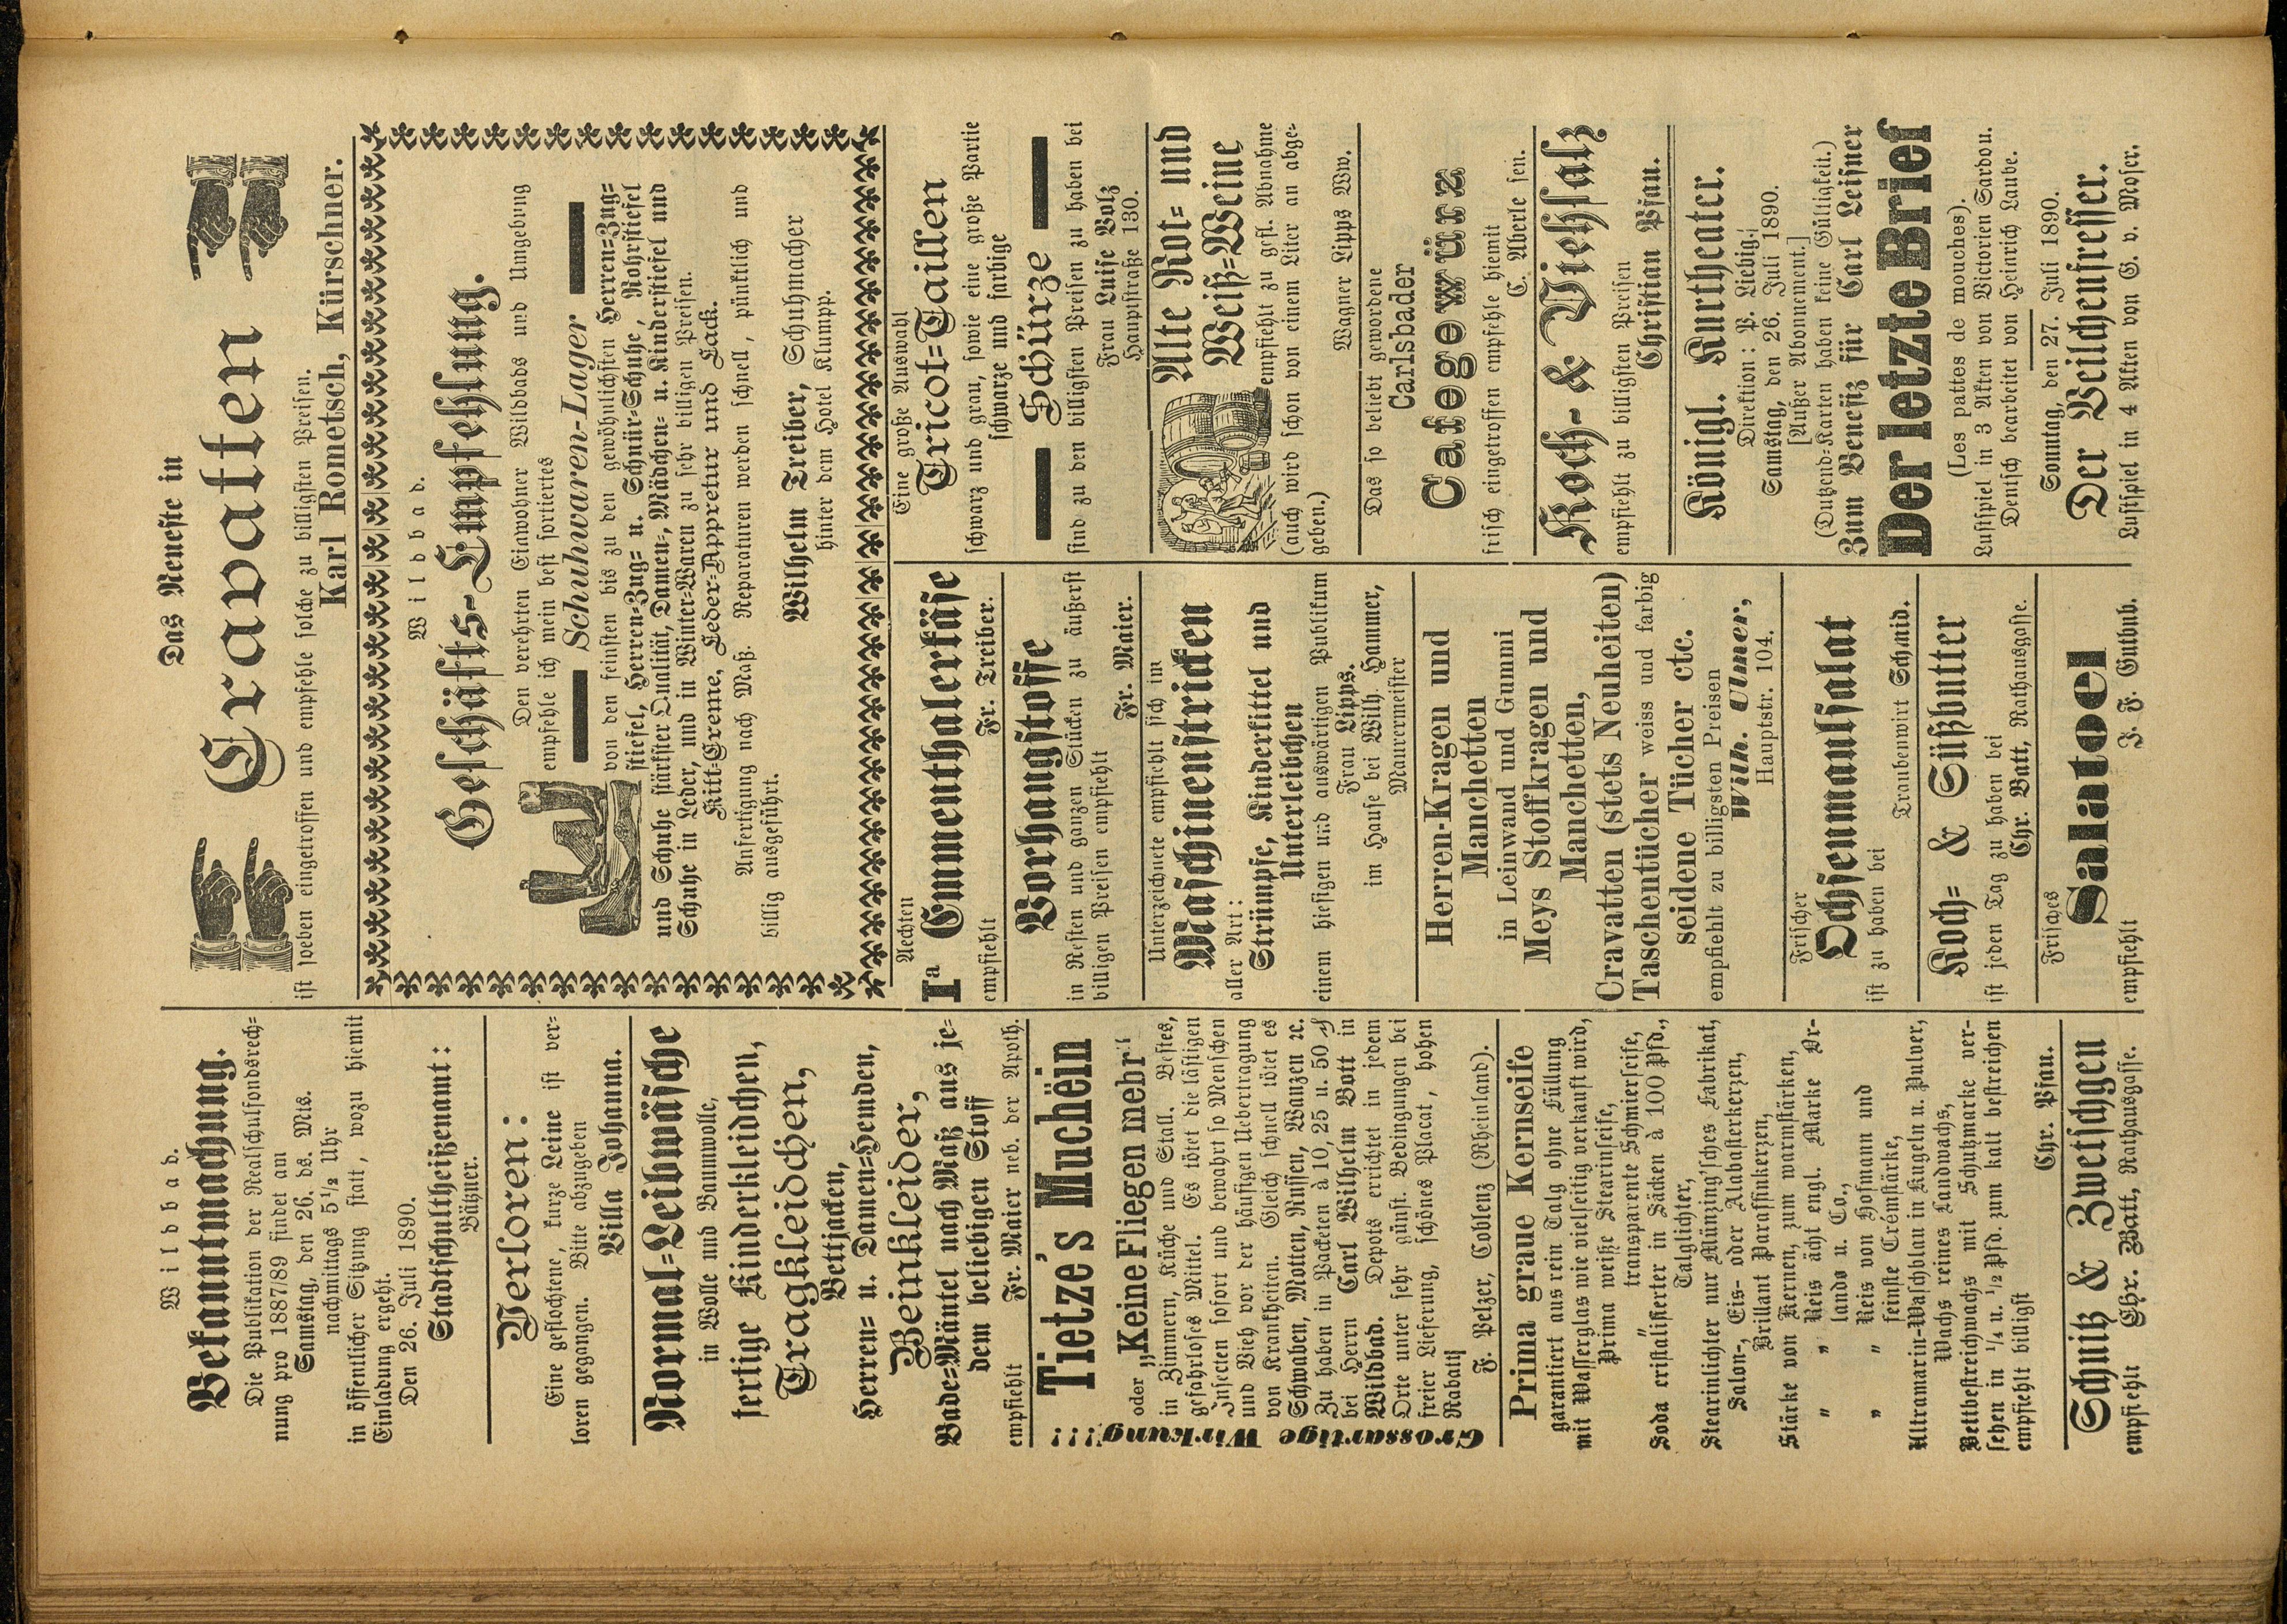 Wildbad.
Bekanntmachung.
Die Publikation der Realschulfondsrech=
nung pro 1887/89 findet am
Samstag, den 26. ds. Mts.
nachmittags 5½ Uhr
in öffentlicher Sitzung statt, wozu hiemit
Einladung ergeht.
Den 26. Juli 1890.
Stadtschultheißenamt:
Bätzner.
Verloren:
Eine geflochtene, kurze Leine ist ver=
loren gegangen. Bitte abzugeben
Villa Johanna.
Normal=Leibwäsche
in Wolle und Baumwolle,
fertige Kinderkleidchen,
Tragkleidchen,
Bettjacken,
Herren= u. Damen=Hemden,
Beinkleider,
Bade=Mäntel nach Maß aus je=
dem beliebigen Stoff
empfiehlt Fr. Maier neb. der Apoth.
Grossartige Wirkung!!!!
Tietze's Muchëin
oder „Keine Fliegen mehr“
in Zimmern, Küche und Stall. Bestes,
gefahrloses Mittel. Es tötet die lästigen
Insecten sofort und bewahrt so Menschen
und Vieh vor der häufigen Uebertragung
von Krankheiten. Gleich schnell tötet es
Schwaben, Motten, Russen, Wanzen ꝛc.
Zu haben in Packeten à 10, 25 u. 50 ₰
bei Herrn Carl Wilhelm Bott in
Wildbad. Depots errichtet in jedem
Orte unter sehr günst. Bedingungen bei
freier Lieferung, schönes Placat, hohen
Rabatt
F. Pelzer, Coblenz (Rheinland).
Prima graue Kernseife
garantiert aus rein Talg ohne Füllung
mit Wasserglas wie vielseitig verkauft wird,
Prima weiße Stearinseife,
„ transparente Schmierseife,
Soda cristalisierter in Säcken à 100 Pfd.,
Talglichter,
Stearinlichter nur Münzing'sches Fabrikat,
Salon-, Eis- oder Alabasterkerzen,
Brillant Paraffinkerzen,
Stärke von Kernen, zum warmstärken,
„ „ Reis ächt engl. Marke Or-
lando u. Co.,
„ „ Reis von Hofmann und
feinste Crémstärke,
Ultramarin-Waschblau in Kugeln u. Pulver,
Wachs reines Landwachs,
Bettbestreichwachs mit Schutzmarke ver-
sehen in ¼ u. ½ Pfd. zum kalt bestreichen
empfiehlt billigst Chr. Pfau.
Schnitz & Zwetschgen
empfiehlt Chr. Batt, Rathausgasse.
Das Neueste in
Cravatten
ist soeben eingetroffen und empfehle solche zu billigsten Preisen.
Karl Rometsch, Kürschner.
Wildbad.
Geschäfts-Empfehlung.
Den verehrten Einwohner Wildbads und Umgebung
empfehle ich mein best sortiertes
Schuhwaren-Lager
von den feinsten bis zu den gewöhnlichsten Herren=Zug=
stiefel, Herren=Zug= u. Schnür=Schuhe, Rohrstiefel
und Schuhe stärkster Qualität, Damen-, Mädchen- u. Kinderstiefel und
Schuhe in Leder, und in Winter=Waren zu sehr billigen Preisen.
Kitt=Creme, Leder=Appretur und Lack.
Anfertigung nach Maß. Reparaturen werden schnell, pünktlich und
billig ausgeführt.
Wilhelm Treiber, Schuhmacher
hinter dem Hotel Klumpp.
Aechten
Iᵃ Emmenthalerkäse
empfiehlt Fr. Treiber.
Vorhangstoffe
in Resten und ganzen Stücken zu äußerst
billigen Preisen empfiehlt
Fr. Maier.
Unterzeichnete empfiehlt sich im
Maschinenstricken
aller Art:
Strümpfe, Kinderkittel und
Unterleibchen
einem hiesigen und auswärtigen Publikum
Frau Lipps.
im Hause bei Wilh. Hammer,
Maurermeister
Herren-Kragen und
Manchetten
in Leinwand und Gummi
Meys Stoffkragen und
Manchetten,
Cravatten (stets Neuheiten)
Taschentücher weiss und farbig
seidene Tücher etc.
empfiehlt zu billigsten Preisen
Wilh. Ulmer,
Hauptstr. 104.
Frischer
Ochsenmaulsalat
ist zu haben bei
Traubenwirt Schmid.
Koch= & Süßbutter
ist jeden Tag zu haben bei
Chr. Batt, Rathausgasse.
Frisches
Salatoel
empfiehlt J. F. Gutbub.
Eine große Auswahl
Tricot=Taillen
schwarz und grau, sowie eine große Partie
schwarze und farbige
Schürze
sind zu den billigsten Preisen zu haben bei
Frau Luise Bolz
Hauptstraße 130.
Alte Rot= und
Weiß=Weine
empfiehlt zu gefl. Abnahme
(auch wird schon von einem Liter an abge=
geben.)
Wagner Lipps Ww.
Das so beliebt gewordene
Carlsbader
Cafegewürz
frisch eingetroffen empfehle hiemit
C. Aberle sen.
Koch- & Viehsalz
empfiehlt zu billigsten Preisen
Christian Pfau.
Königl. Kurtheater.
Direktion: P. Liebig.
Samstag, den 26. Juli 1890.
[Außer Abonnement.]
(Dutzend=Karten haben keine Gültigkeit.)
Zum Benefiz für Carl Leisner
Der letzte Brief
(Les pattes de mouches).
Lustspiel in 3 Akten von Victorien Sardou.
Deutsch bearbeitet von Heinrich Laube.
Sonntag, den 27. Juli 1890.
Der Veilchenfresser.
Lustspiel in 4 Akten von G. v. Moser.